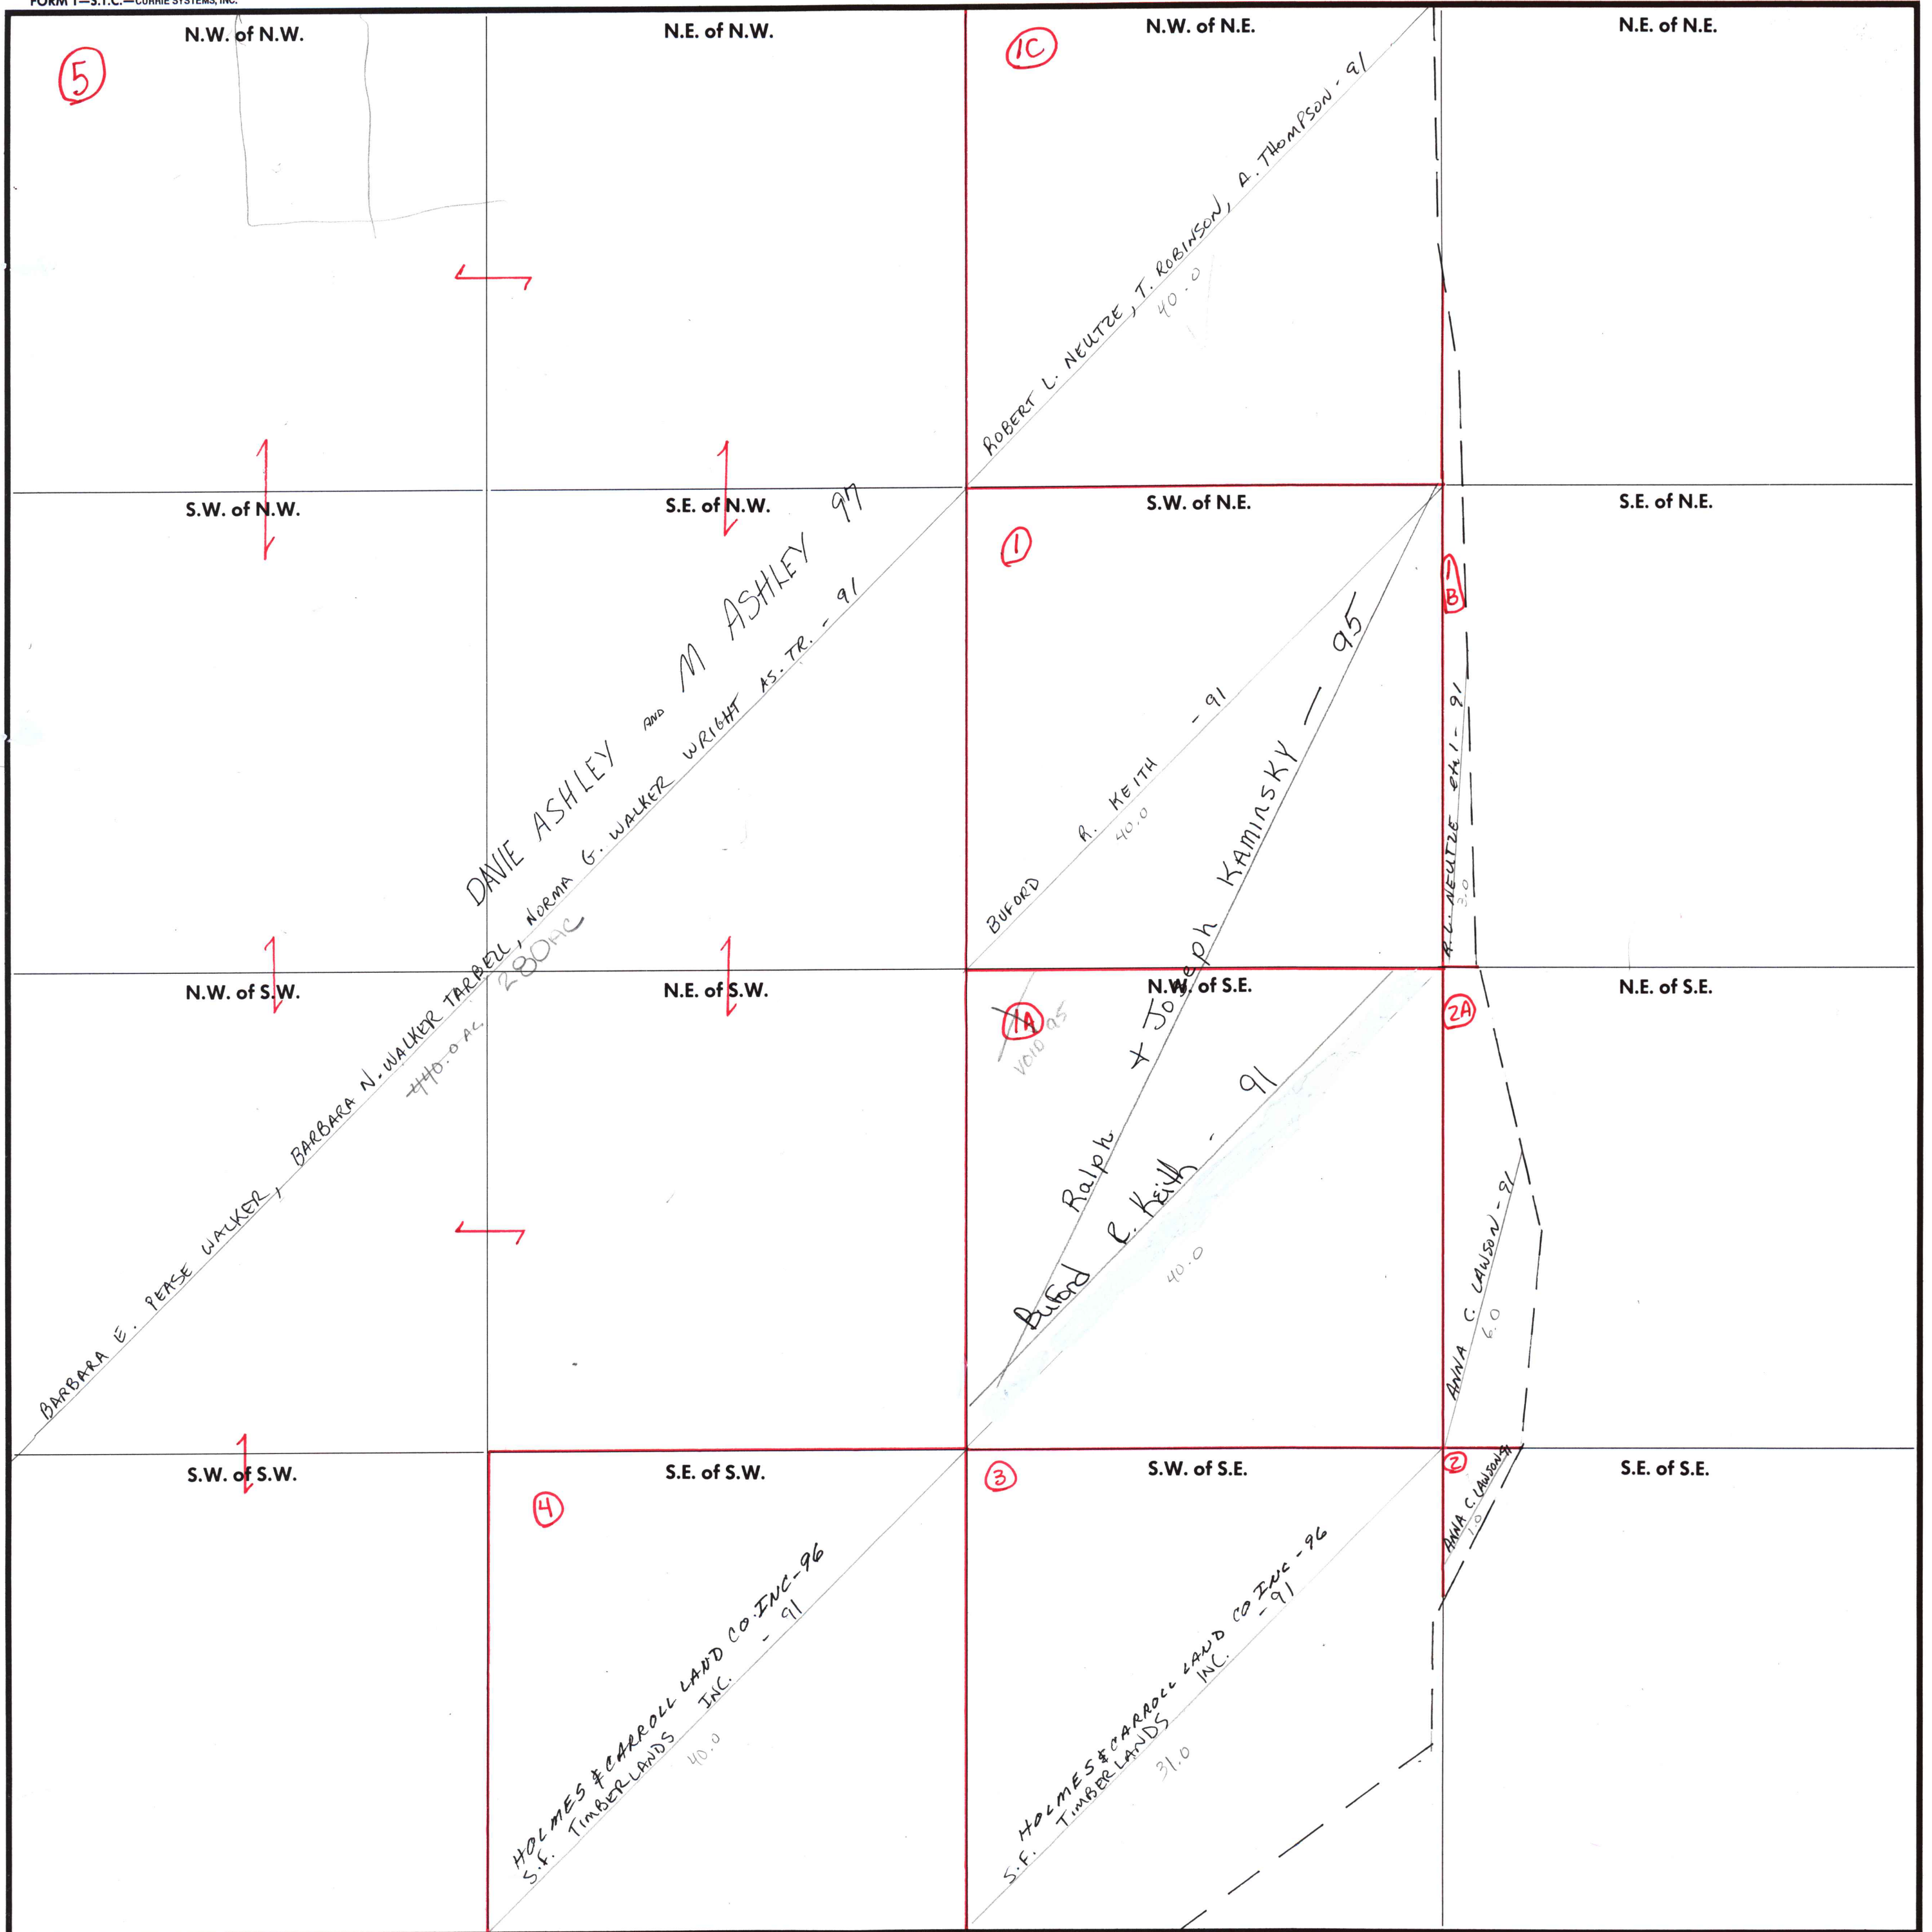 FORM 1—S.T.C.—CURRIE SYSTEMS, INC.
N.W. of N.W.
N.E. of N.W.
N.W. of N.E.
N.E. of N.E.
5
1C
ROBERT L. NEUTZE, T. ROBINSON, A. THOMPSON - 91
40.0
S.W. of N.W.
S.E. of N.W.
S.W. of N.E.
S.E. of N.E.
DAVIE ASHLEY AND M ASHLEY 97
BARBARA E. PEASE WALKER, BARBARA N. WALKER TARBELL, NORMA G. WALKER WRIGHT AS. TR. - 91
280AC
440.0 AC
1
BUFORD R. KEITH - 91
40.0
Ralph + Joseph KAMINSKY — 95
1B
R.L. NEUTZE etal - 91
3.0
N.W. of S.W.
N.E. of S.W.
N.W. of S.E.
N.E. of S.E.
1A
VOID 95
Buford R. Keith - 91
40.0
2A
ANNA C. LAWSON - 91
6.0
S.W. of S.W.
S.E. of S.W.
S.W. of S.E.
S.E. of S.E.
4
HOLMES & CARROLL LAND CO. INC - 96
S.F. TIMBERLANDS INC. - 91
40.0
3
HOLMES & CARROLL LAND CO INC - 96
S.F. TIMBERLANDS INC. - 91
31.0
2
ANNA C. LAWSON 91
1.0